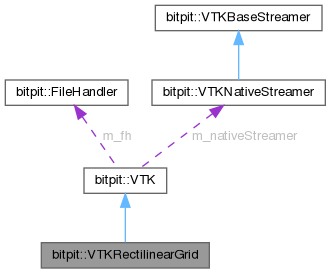 bitpit::VTKBaseStreamer
bitpit::FileHandler
bitpit::VTKNativeStreamer
m_fh
m_nativeStreamer
bitpit::VTK
bitpit::VTKRectilinearGrid